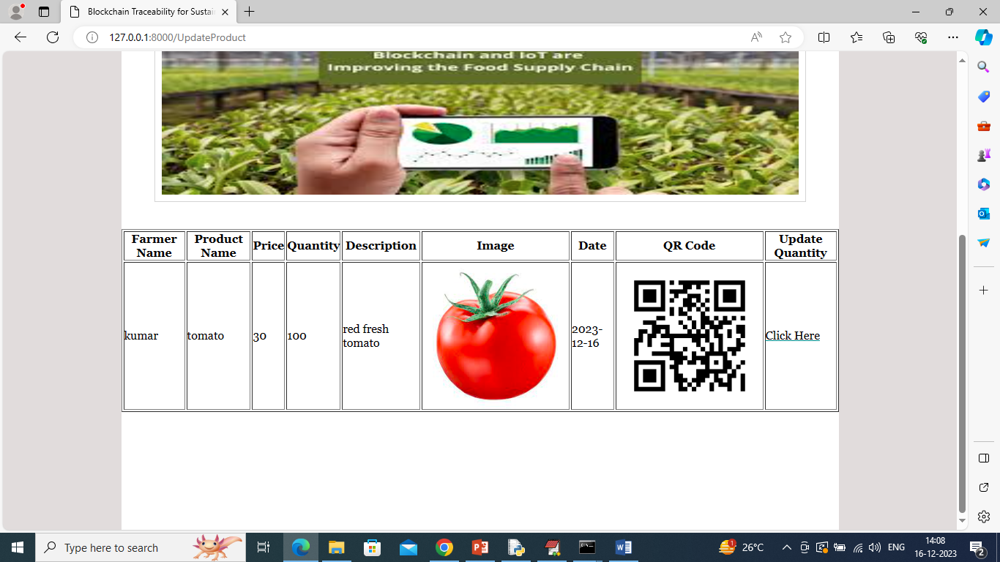 Blockchain Traceability for Sustai
127.0.0.1:8000/UpdateProduct
Blockchain and IoT are
Improving the Food Supply Chain
Farmer Name Product Name Price Quantity Description Image Date QR Code Update Quantity
kumar tomato 30 100 red fresh tomato 2023-12-16 Click Here
Type here to search
26°C
ENG
14:08
16-12-2023
1
2